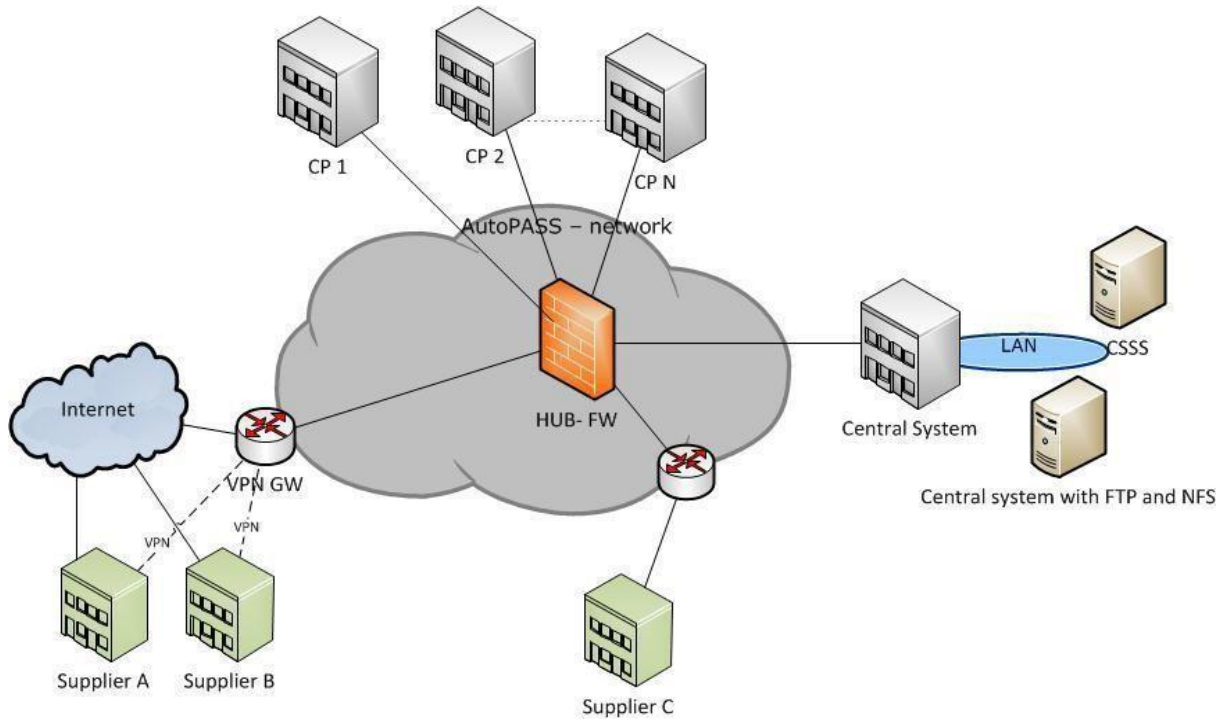 CP 1
CP 2
CP N
AutoPASS – network
HUB- FW
LAN
CSSS
Central System
Central system with FTP and NFS
Internet
VPN GW
VPN
VPN
Supplier A
Supplier B
Supplier C